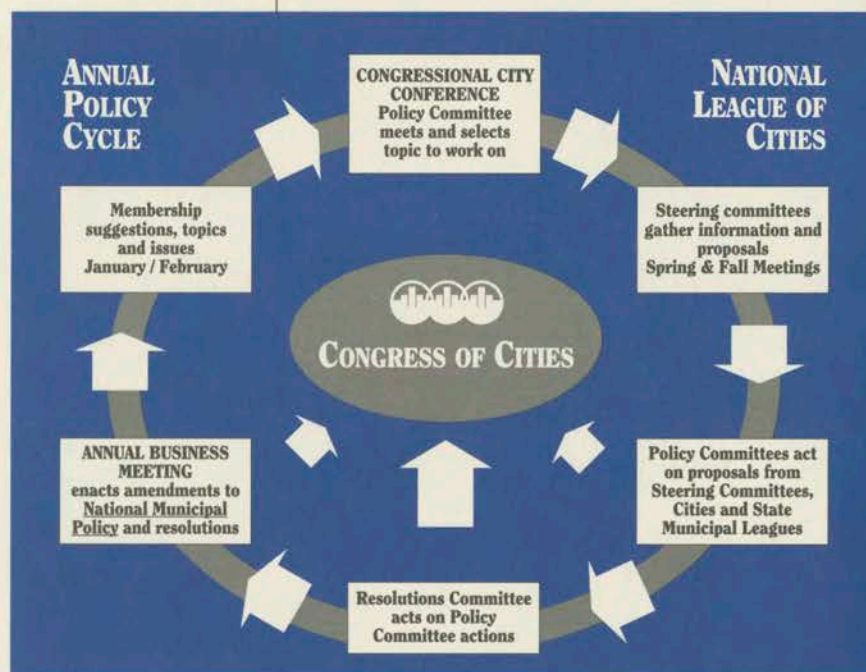 ANNUAL
POLICY
CYCLE
NATIONAL
LEAGUE OF
CITIES
CONGRESSIONAL CITY
CONFERENCE
Policy Committee
meets and selects
topic to work on
Steering committees
gather information and
proposals
Spring & Fall Meetings
Policy Committees act
on proposals from
Steering Committees,
Cities and State
Municipal Leagues
Resolutions Committee
acts on Policy
Committee actions
ANNUAL BUSINESS
MEETING
enacts amendments to
National Municipal
Policy and resolutions
Membership
suggestions, topics
and issues
January / February
CONGRESS OF CITIES